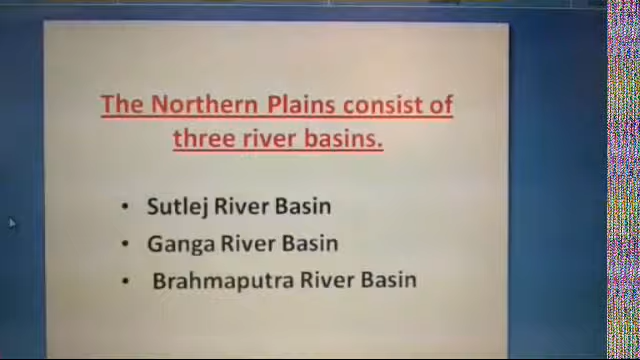 The Northern Plains consist of
three river basins.
• Sutlej River Basin
• Ganga River Basin
• Brahmaputra River Basin